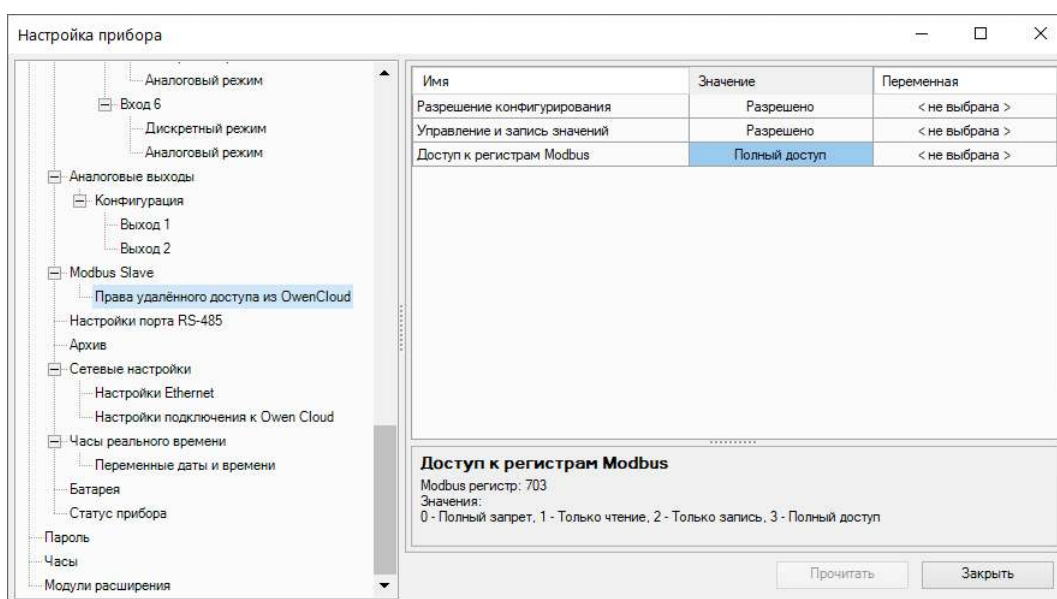 Настройка прибора
Аналоговый режим
Вход 6
Дискретный режим
Аналоговый режим
Аналоговые выходы
Конфигурация
Выход 1
Выход 2
Modbus Slave
Права удалённого доступа из OwenCloud
Настройки порта RS-485
Архив
Сетевые настройки
Настройки Ethernet
Настройки подключения к Owen Cloud
Часы реального времени
Переменные даты и времени
Батарея
Статус прибора
Пароль
Часы
Модули расширения
Имя Значение Переменная
Разрешение конфигурирования Разрешено < не выбрана >
Управление и запись значений Разрешено < не выбрана >
Доступ к регистрам Modbus Полный доступ < не выбрана >
Доступ к регистрам Modbus
Modbus регистр: 703
Значения:
0 - Полный запрет, 1 - Только чтение, 2 - Только запись, 3 - Полный доступ
Прочитать Закрыть